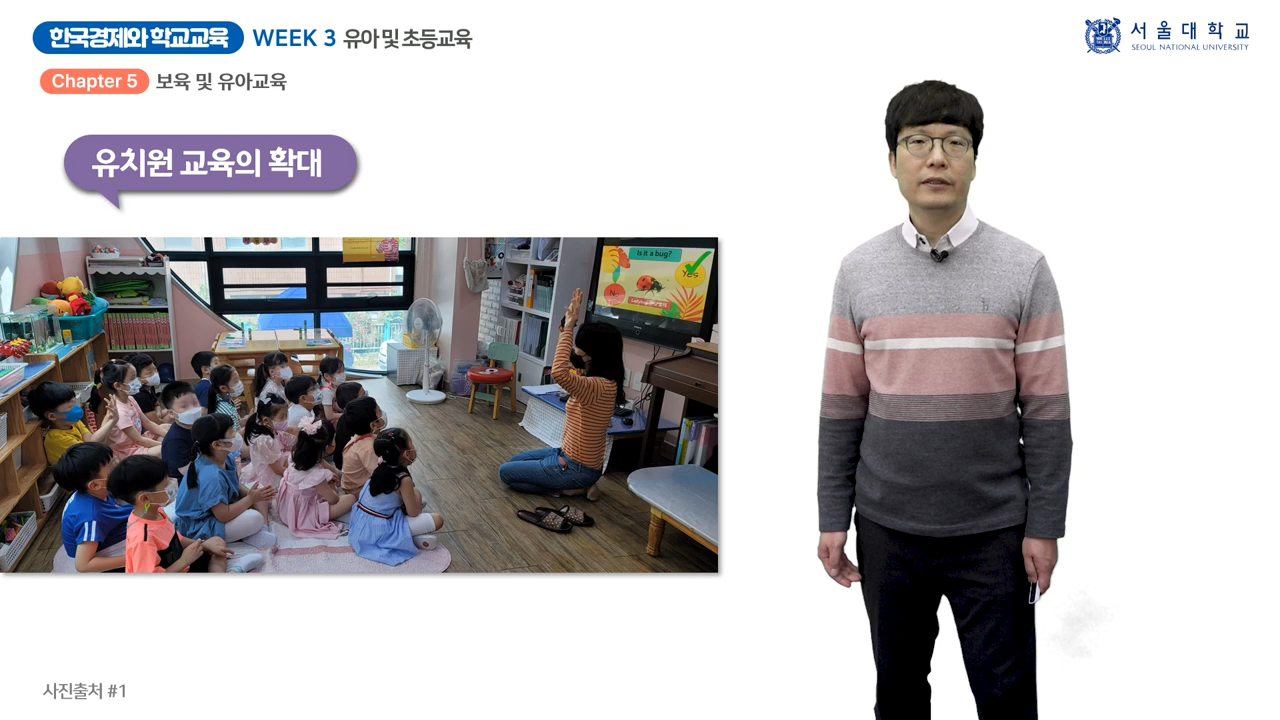 한국경제와 학교교육 WEEK 3 유아 및 초등교육
서울대학교
SEOUL NATIONAL UNIVERSITY
Chapter 5 보육 및 유아교육
유치원 교육의 확대
Is it a bug?
Yes
사진출처 #1